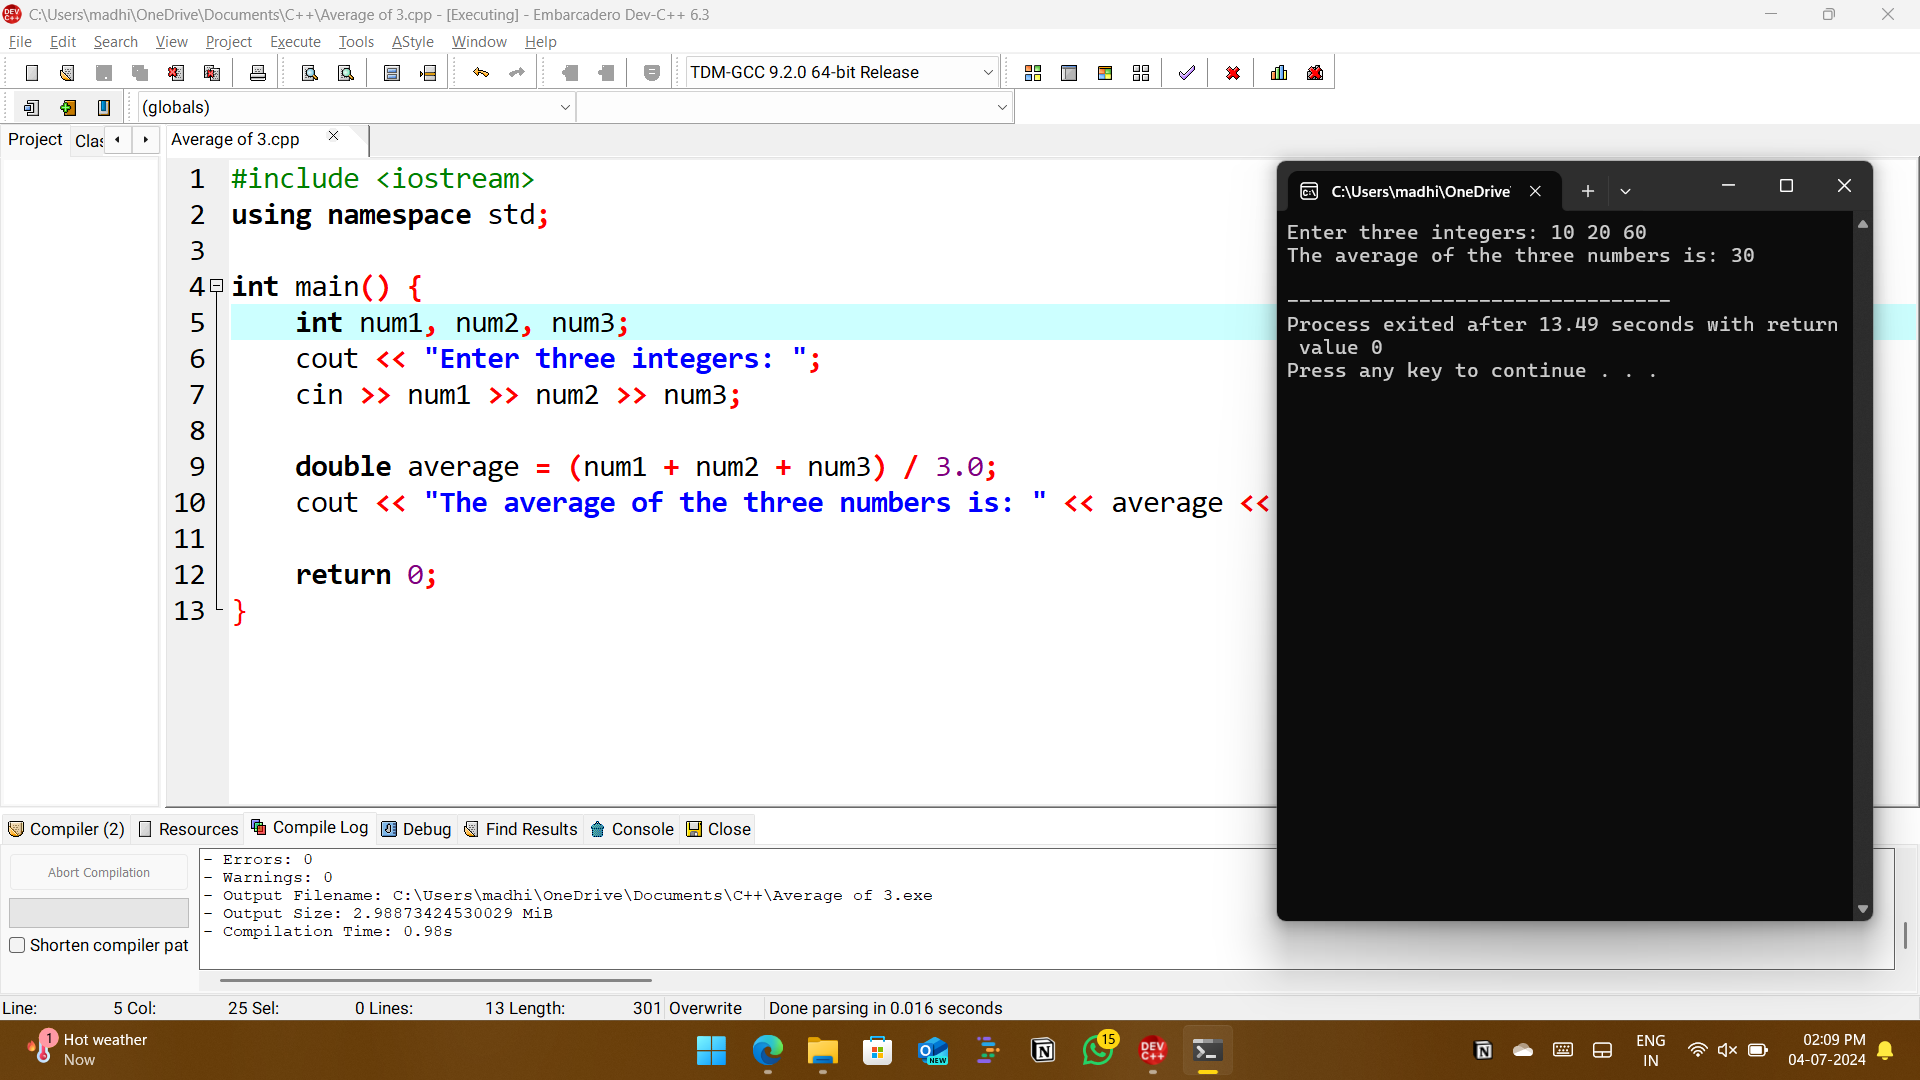 C:\Users\madhi\OneDrive\Documents\C++\Average of 3.cpp - [Executing] - Embarcadero Dev-C++ 6.3
File Edit Search View Project Execute Tools AStyle Window Help
TDM-GCC 9.2.0 64-bit Release
(globals)
Project Clas Average of 3.cpp
1 #include <iostream>
2 using namespace std;
3
4 int main() {
5 int num1, num2, num3;
6 cout << "Enter three integers: ";
7 cin >> num1 >> num2 >> num3;
8
9 double average = (num1 + num2 + num3) / 3.0;
10 cout << "The average of the three numbers is: " << average <<
11
12 return 0;
13 }
C:\Users\madhi\OneDrive
Enter three integers: 10 20 60
The average of the three numbers is: 30
--------------------------------
Process exited after 13.49 seconds with return
value 0
Press any key to continue . . .
Compiler (2) Resources Compile Log Debug Find Results Console Close
Abort Compilation
Shorten compiler pat
- Errors: 0
- Warnings: 0
- Output Filename: C:\Users\madhi\OneDrive\Documents\C++\Average of 3.exe
- Output Size: 2.98873424530029 MiB
- Compilation Time: 0.98s
Line: 5 Col: 25 Sel: 0 Lines: 13 Length: 301 Overwrite Done parsing in 0.016 seconds
1
Hot weather
Now
NEW
15
DEV
C++
ENG
IN
02:09 PM
04-07-2024